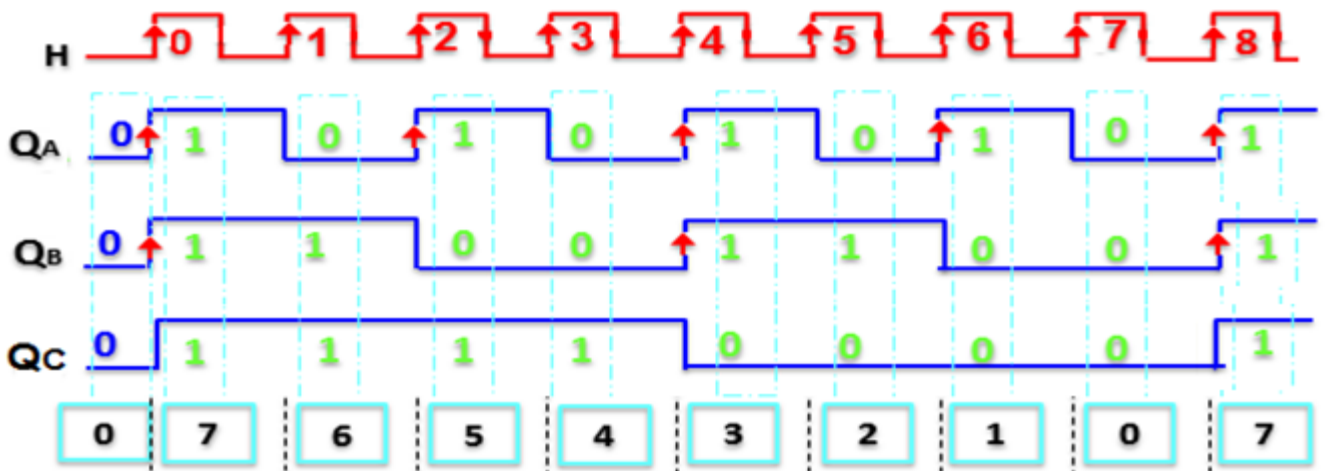 H 0 1 2 3 4 5 6 7 8
QA 0 1 0 1 0 1 0 1 0 1
QB 0 1 1 0 0 1 1 0 0 1
QC 0 1 1 1 1 0 0 0 0 1
0 7 6 5 4 3 2 1 0 7